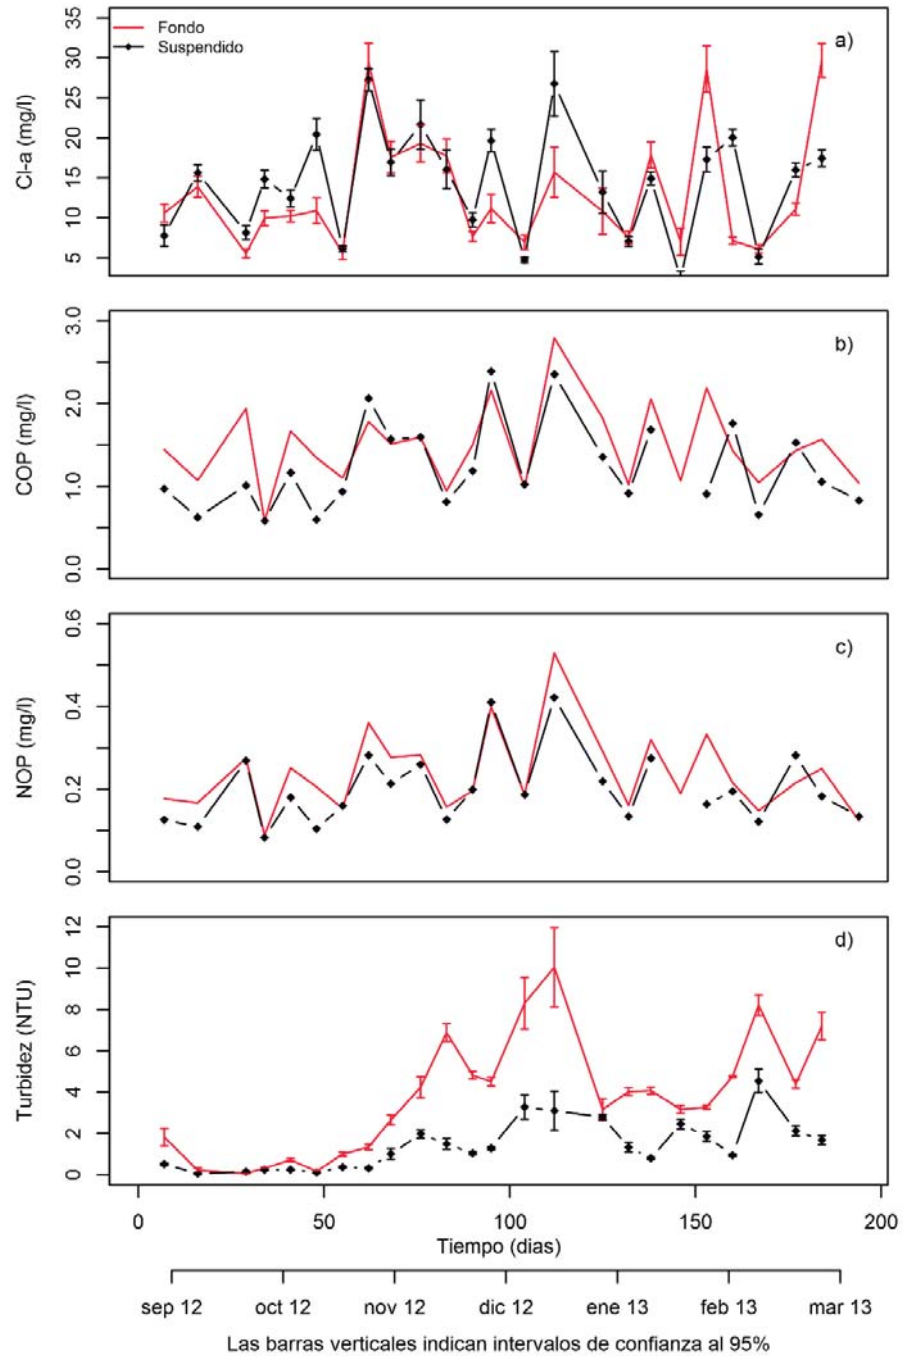 35
30
25
20
15
10
5
Cl-a (mg/l)
Fondo
Suspendido
a)
3.0
2.0
1.0
0.0
COP (mg/l)
b)
0.6
0.4
0.2
0.0
NOP (mg/l)
c)
12
10
8
6
4
2
0
Turbidez (NTU)
d)
0 50 100 150 200
Tiempo (dias)
sep 12 oct 12 nov 12 dic 12 ene 13 feb 13 mar 13
Las barras verticales indican intervalos de confianza al 95%